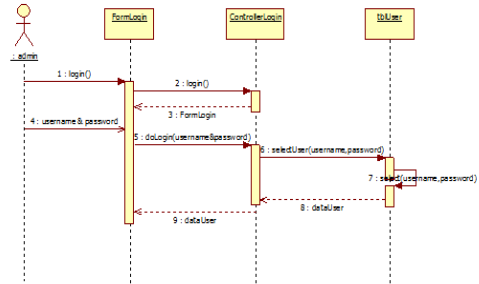 FormLogin
ControllerLogin
tblUser
: admin
1 : login()
2 : login()
3 : FormLogin
4 : username & password
5 : doLogin(username&password)
6 : selectUser(username,password)
7 : select(username,password)
8 : dataUser
9 : dataUser